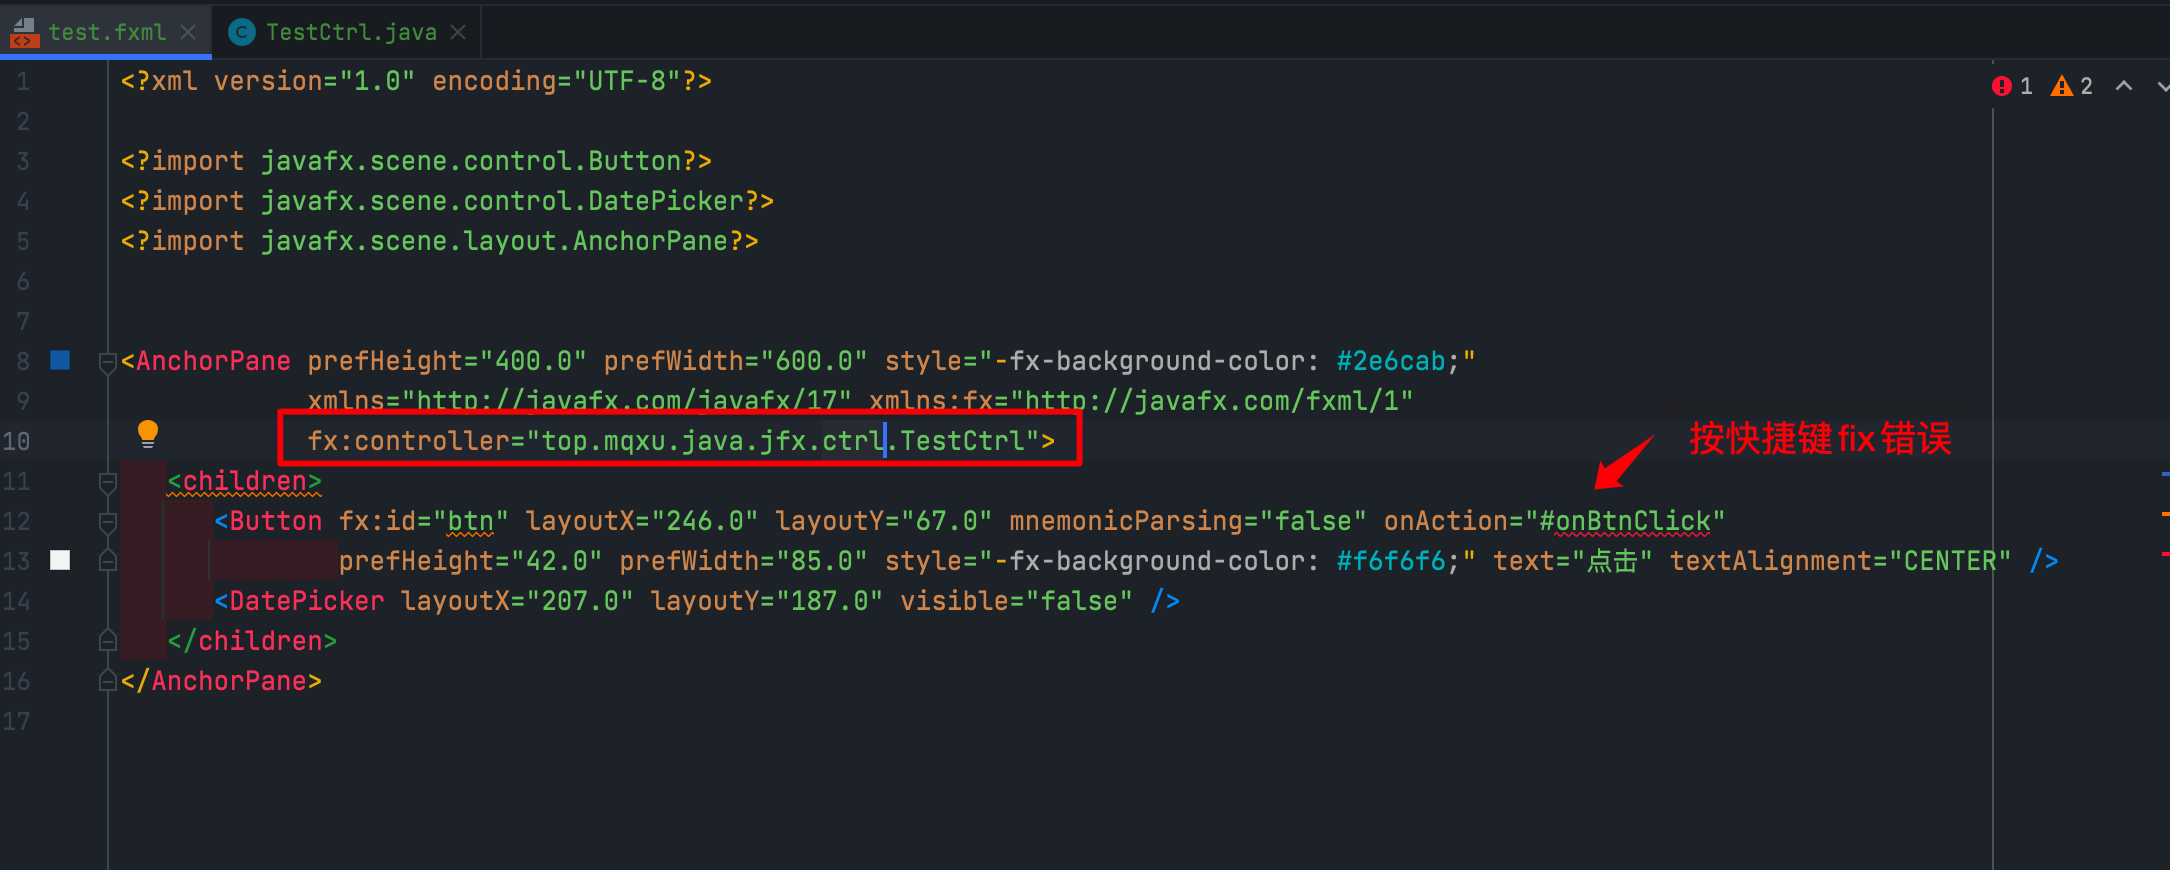 test.fxml
TestCtrl.java
1 <?xml version="1.0" encoding="UTF-8"?>
1 2
2
3 <?import javafx.scene.control.Button?>
4 <?import javafx.scene.control.DatePicker?>
5 <?import javafx.scene.layout.AnchorPane?>
6
7
8 <AnchorPane prefHeight="400.0" prefWidth="600.0" style="-fx-background-color: #2e6cab;"
9 xmlns="http://javafx.com/javafx/17" xmlns:fx="http://javafx.com/fxml/1"
10 fx:controller="top.mqxu.java.jfx.ctrl.TestCtrl">
按快捷键fix错误
11 <children>
12 <Button fx:id="btn" layoutX="246.0" layoutY="67.0" mnemonicParsing="false" onAction="#onBtnClick"
13 prefHeight="42.0" prefWidth="85.0" style="-fx-background-color: #f6f6f6;" text="点击" textAlignment="CENTER" />
14 <DatePicker layoutX="207.0" layoutY="187.0" visible="false" />
15 </children>
16 </AnchorPane>
17